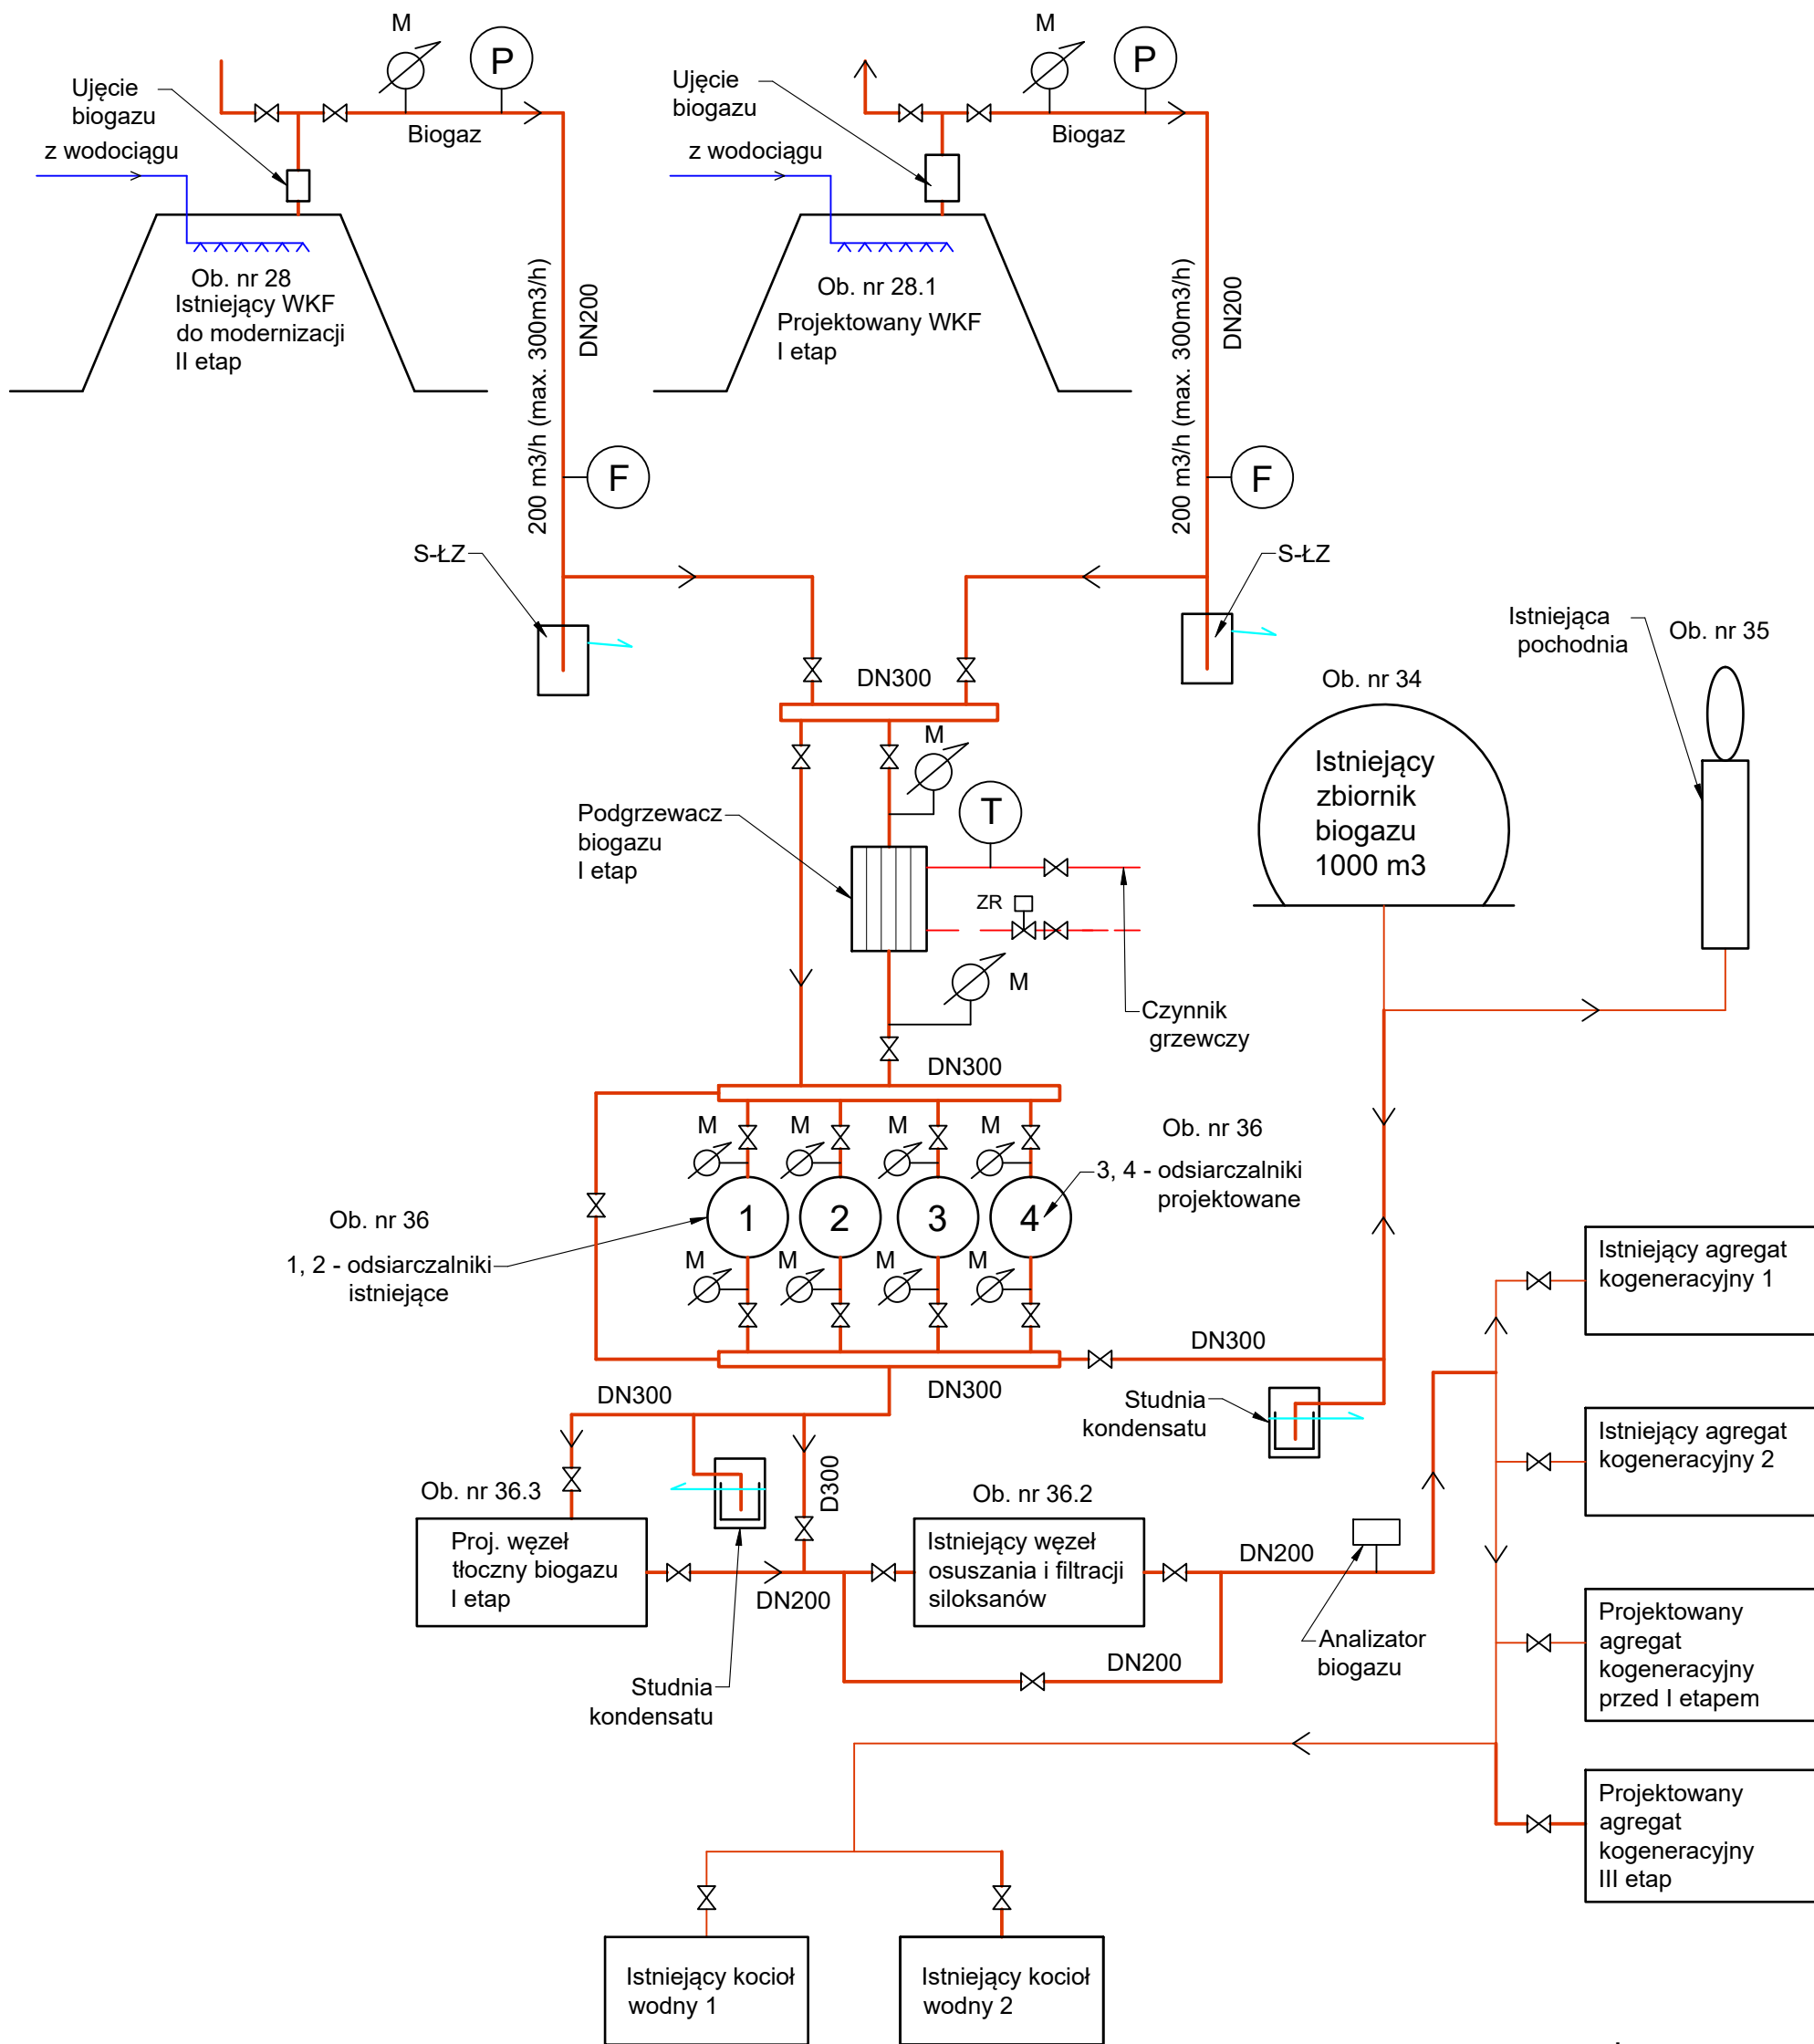 M
P
Ujęcie
biogazu
z wodociągu
Biogaz
Ob. nr 28
Istniejący WKF
do modernizacji
II etap
200 m3/h (max. 300m3/h)
DN200
F
S-ŁZ
M
P
Ujęcie
biogazu
z wodociągu
Biogaz
Ob. nr 28.1
Projektowany WKF
I etap
200 m3/h (max. 300m3/h)
DN200
F
S-ŁZ
DN300
M
T
Podgrzewacz
biogazu
I etap
ZR
M
Czynnik
grzewczy
DN300
Ob. nr 34
Istniejący
zbiornik
biogazu
1000 m3
Istniejąca
pochodnia
Ob. nr 35
M
M
M
M
Ob. nr 36
3, 4 - odsiarczalniki
projektowane
1
2
3
4
Ob. nr 36
1, 2 - odsiarczalniki
istniejące
M
M
M
M
DN300
DN300
DN300
Studnia
kondensatu
Ob. nr 36.3
Proj. węzeł
tłoczny biogazu
I etap
D300
DN200
Studnia
kondensatu
Ob. nr 36.2
Istniejący węzeł
osuszania i filtracji
siloksanów
DN200
DN200
Analizator
biogazu
Istniejący agregat
kogeneracyjny 1
Istniejący agregat
kogeneracyjny 2
Projektowany
agregat
kogeneracyjny
przed I etapem
Projektowany
agregat
kogeneracyjny
III etap
Istniejący kocioł
wodny 1
Istniejący kocioł
wodny 2